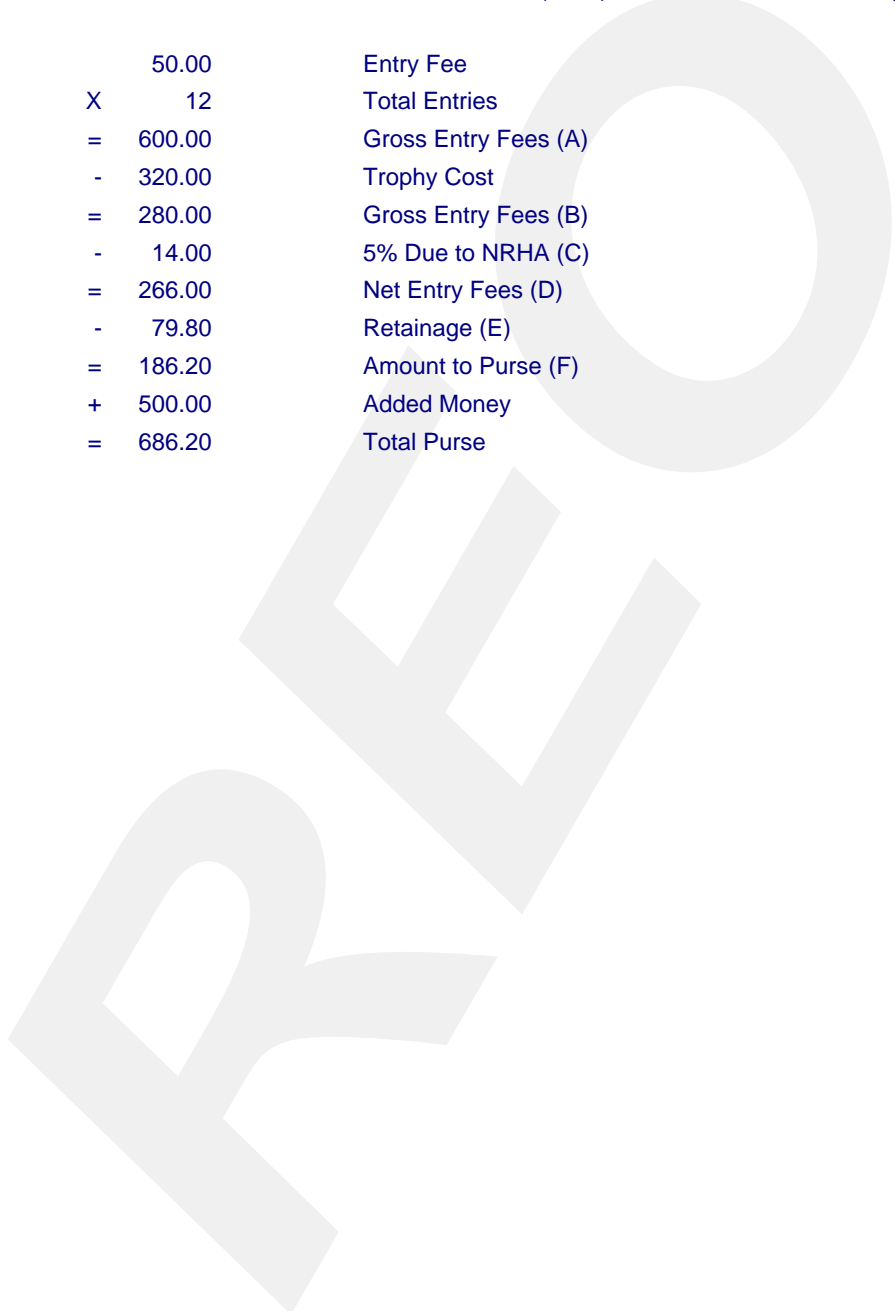 50.00 Entry Fee
X 12 Total Entries
= 600.00 Gross Entry Fees (A)
- 320.00 Trophy Cost
= 280.00 Gross Entry Fees (B)
- 14.00 5% Due to NRHA (C)
= 266.00 Net Entry Fees (D)
- 79.80 Retainage (E)
= 186.20 Amount to Purse (F)
+ 500.00 Added Money
= 686.20 Total Purse
REO